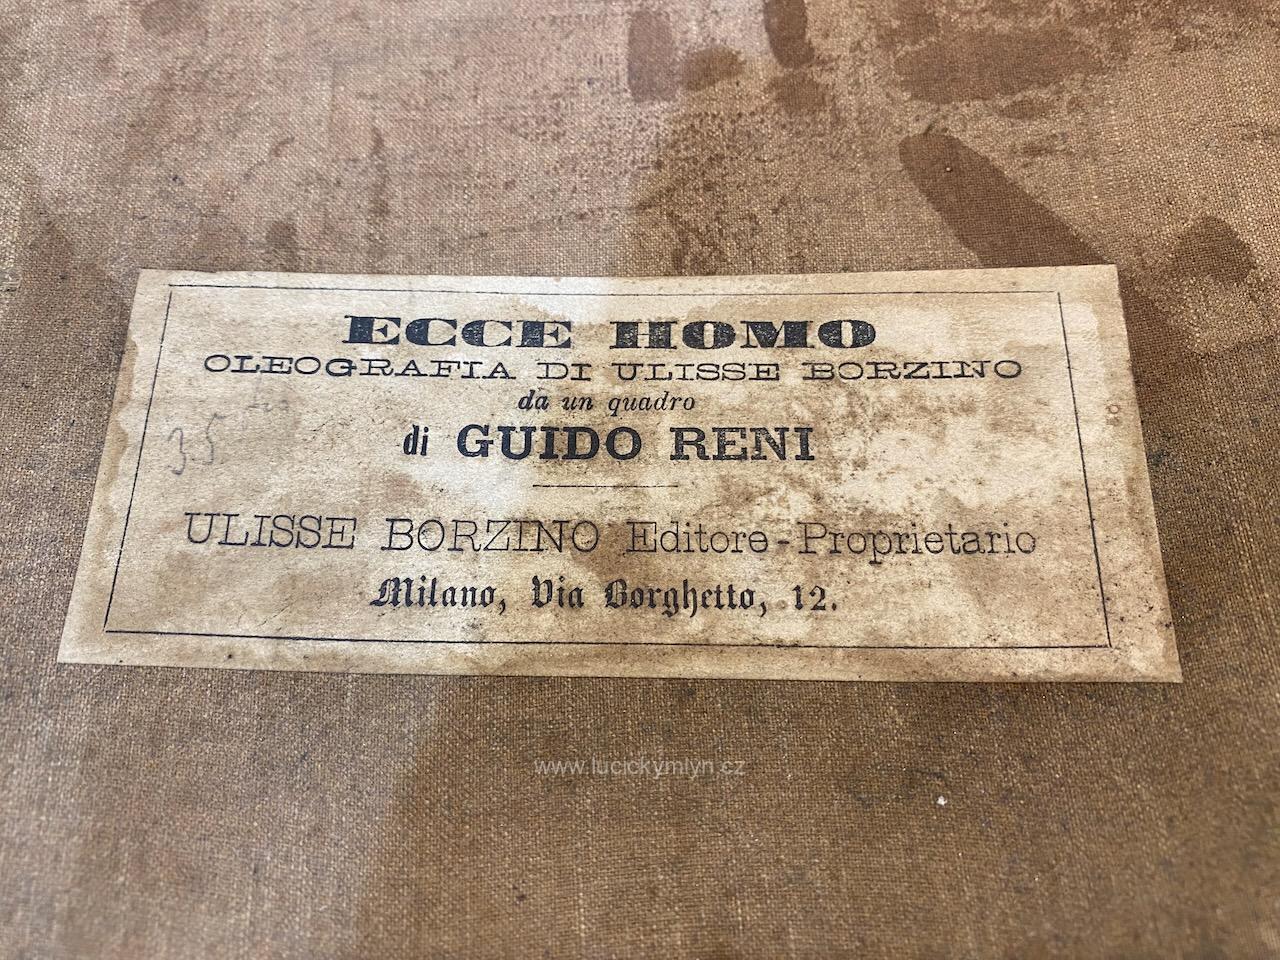 ECCE HOMO
OLEOGRAFIA DI ULISSE BORZINO
da un quadro
di GUIDO RENI
35
ULISSE BORZINO Editore-Proprietario
Milano, Via Borghetto, 12.
www.lucickymlyn.cz